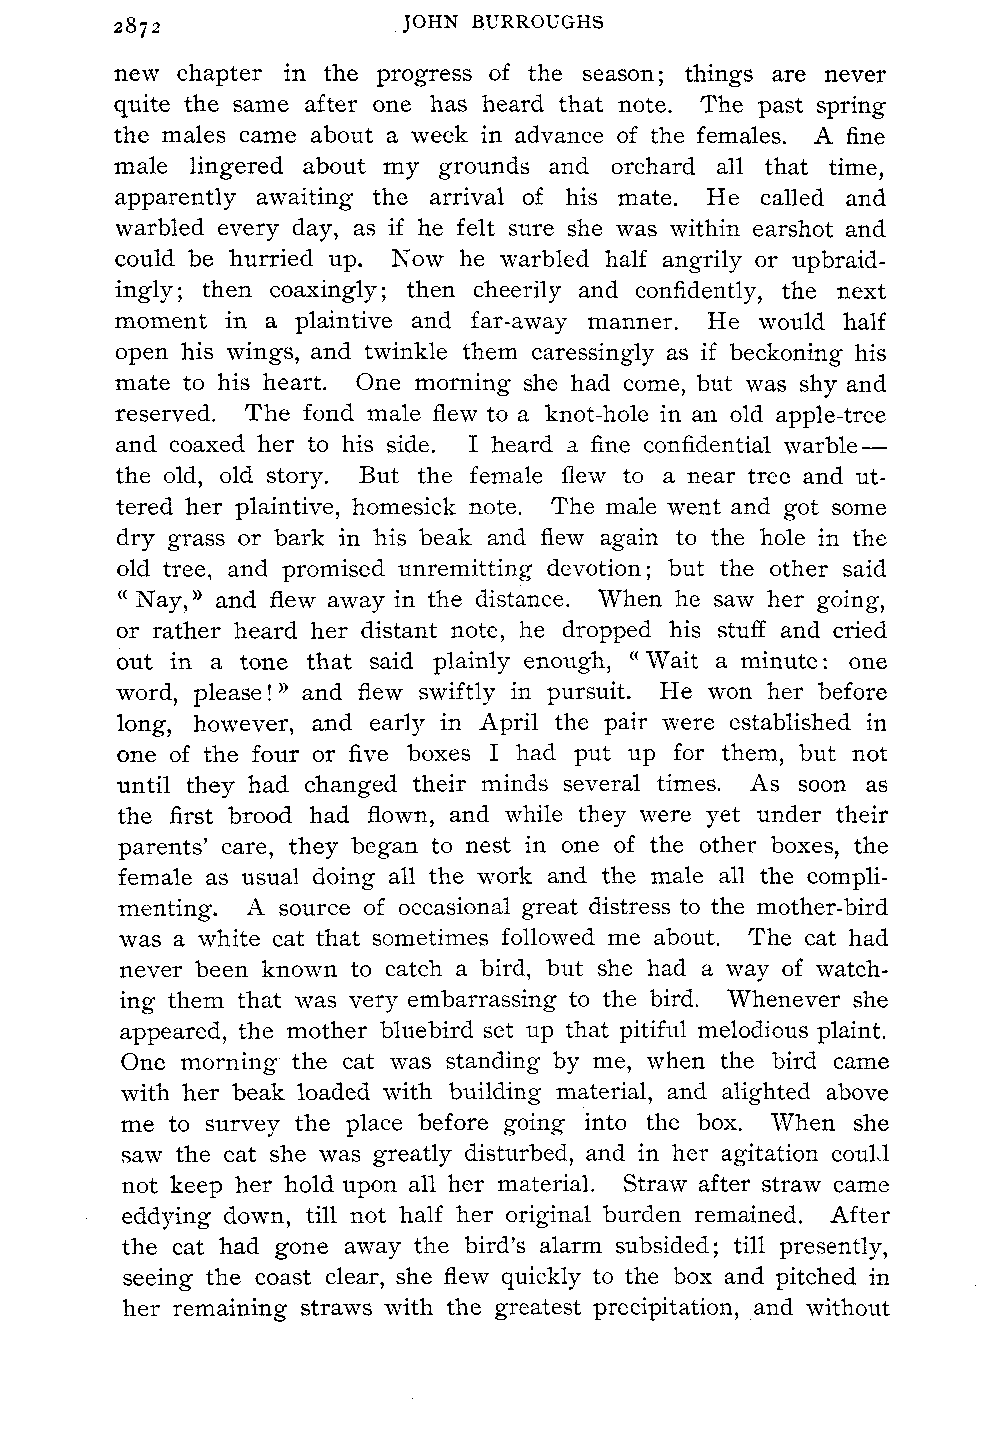 2872 JOHN BURROUGHS
new chapter in the progress of the season; things are never
quite the same after one has heard that note. The past spring
the males came about a week in advance of the females. A fine
male lingered about my grounds and orchard all that time,
apparently awaiting the arrival of his mate. He called and
warbled every day, as if he felt sure she was within earshot and
could be hurried up. Now he warbled half angrily or upbraid-
ingly; then coaxingly; then cheerily and confidently, the next
moment in a plaintive and far-away manner. He would half
open his wings, and twinkle them caressingly as if beckoning his
mate to his heart. One morning she had come, but was shy and
reserved. The fond male flew to a knot-hole in an old apple-tree
and coaxed her to his side. I heard a fine confidential warble—
the old, old story. But the female flew to a near tree and ut-
tered her plaintive, homesick note. The male went and got some
dry grass or bark in his beak and flew again to the hole in the
old tree, and promised unremitting devotion; but the other said
«Nay,» and flew away in the distance. When he saw her going,
or rather heard her distant note, he dropped his stuff and cried
out in a tone that said plainly enough, «Wait a minute: one
word, please!» and flew swiftly in pursuit. He won her before
long, however, and early in April the pair were established in
one of the four or five boxes I had put up for them, but not
until they had changed their minds several times. As soon as
the first brood had flown, and while they were yet under their
parents' care, they began to nest in one of the other boxes, the
female as usual doing all the work and the male all the compli-
menting. A source of occasional great distress to the mother-bird
was a white cat that sometimes followed me about. The cat had
never been known to catch a bird, but she had a way of watch-
ing them that was very embarrassing to the bird. Whenever she
appeared, the mother bluebird set up that pitiful melodious plaint.
One morning the cat was standing by me, when the bird came
with her beak loaded with building material, and alighted above
me to survey the place before going into the box. When she
saw the cat she was greatly disturbed, and in her agitation could
not keep her hold upon all her material. Straw after straw came
eddying down, till not half her original burden remained. After
the cat had gone away the bird's alarm subsided; till presently,
seeing the coast clear, she flew quickly to the box and pitched in
her remaining straws with the greatest precipitation, and without